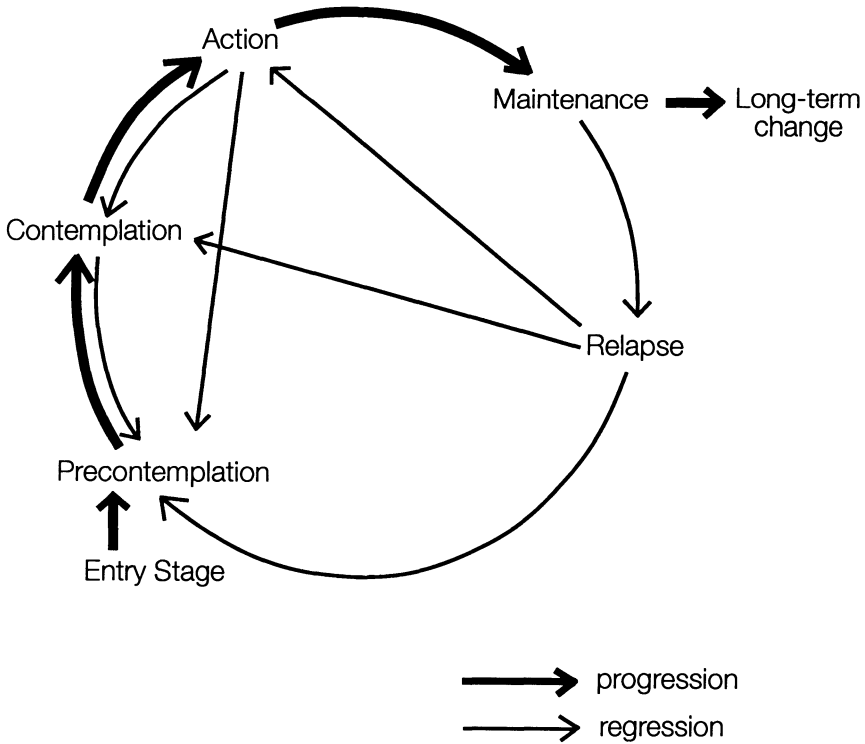 Action
Maintenance
Long-term
change
Contemplation
Relapse
Precontemplation
Entry Stage
progression
regression